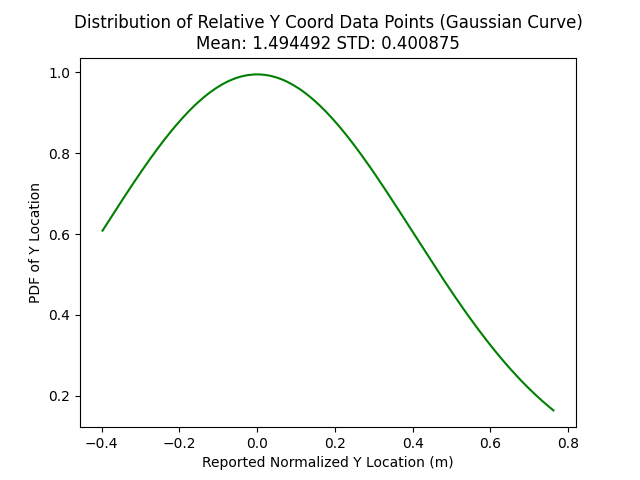 Distribution of Relative Y Coord Data Points (Gaussian Curve)
Mean: 1.494492 STD: 0.400875
1.0
0.8
0.6
0.4
0.2
PDF of Y Location
−0.4 −0.2 0.0 0.2 0.4 0.6 0.8
Reported Normalized Y Location (m)